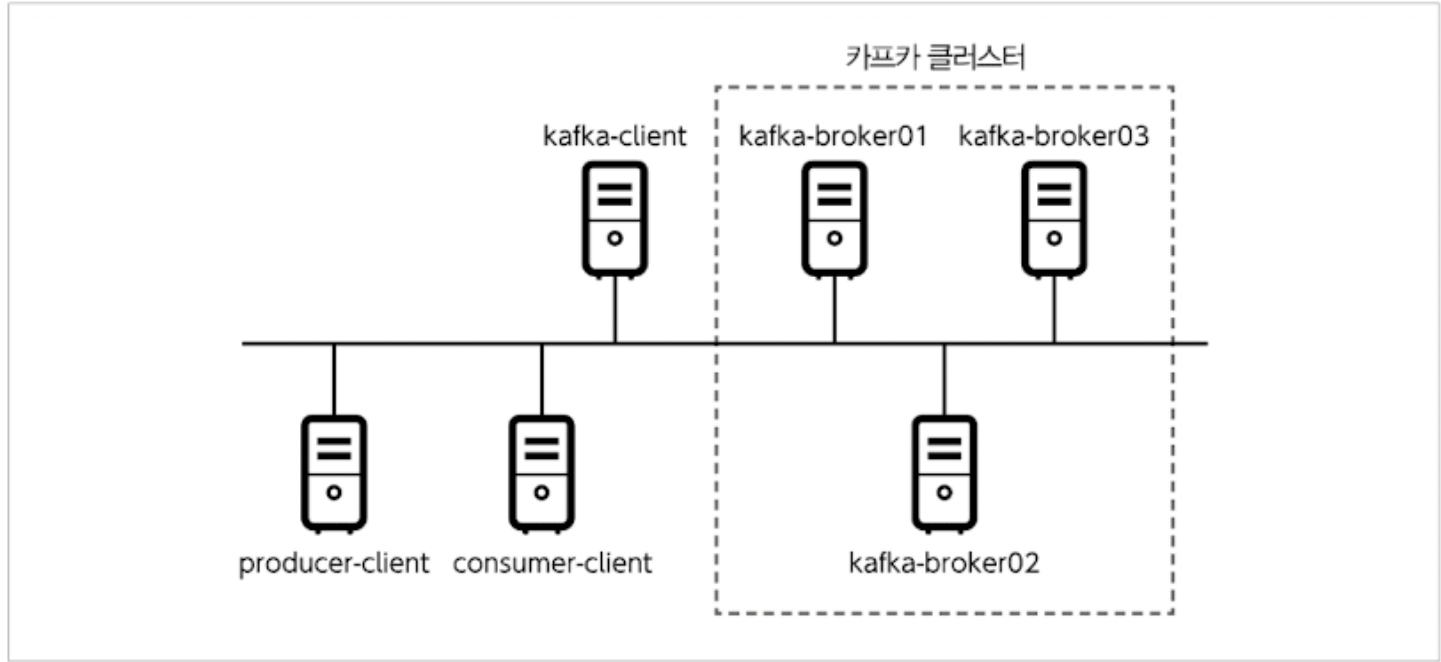 카프카 클러스터
kafka-client
kafka-broker01
kafka-broker03
producer-client
consumer-client
kafka-broker02